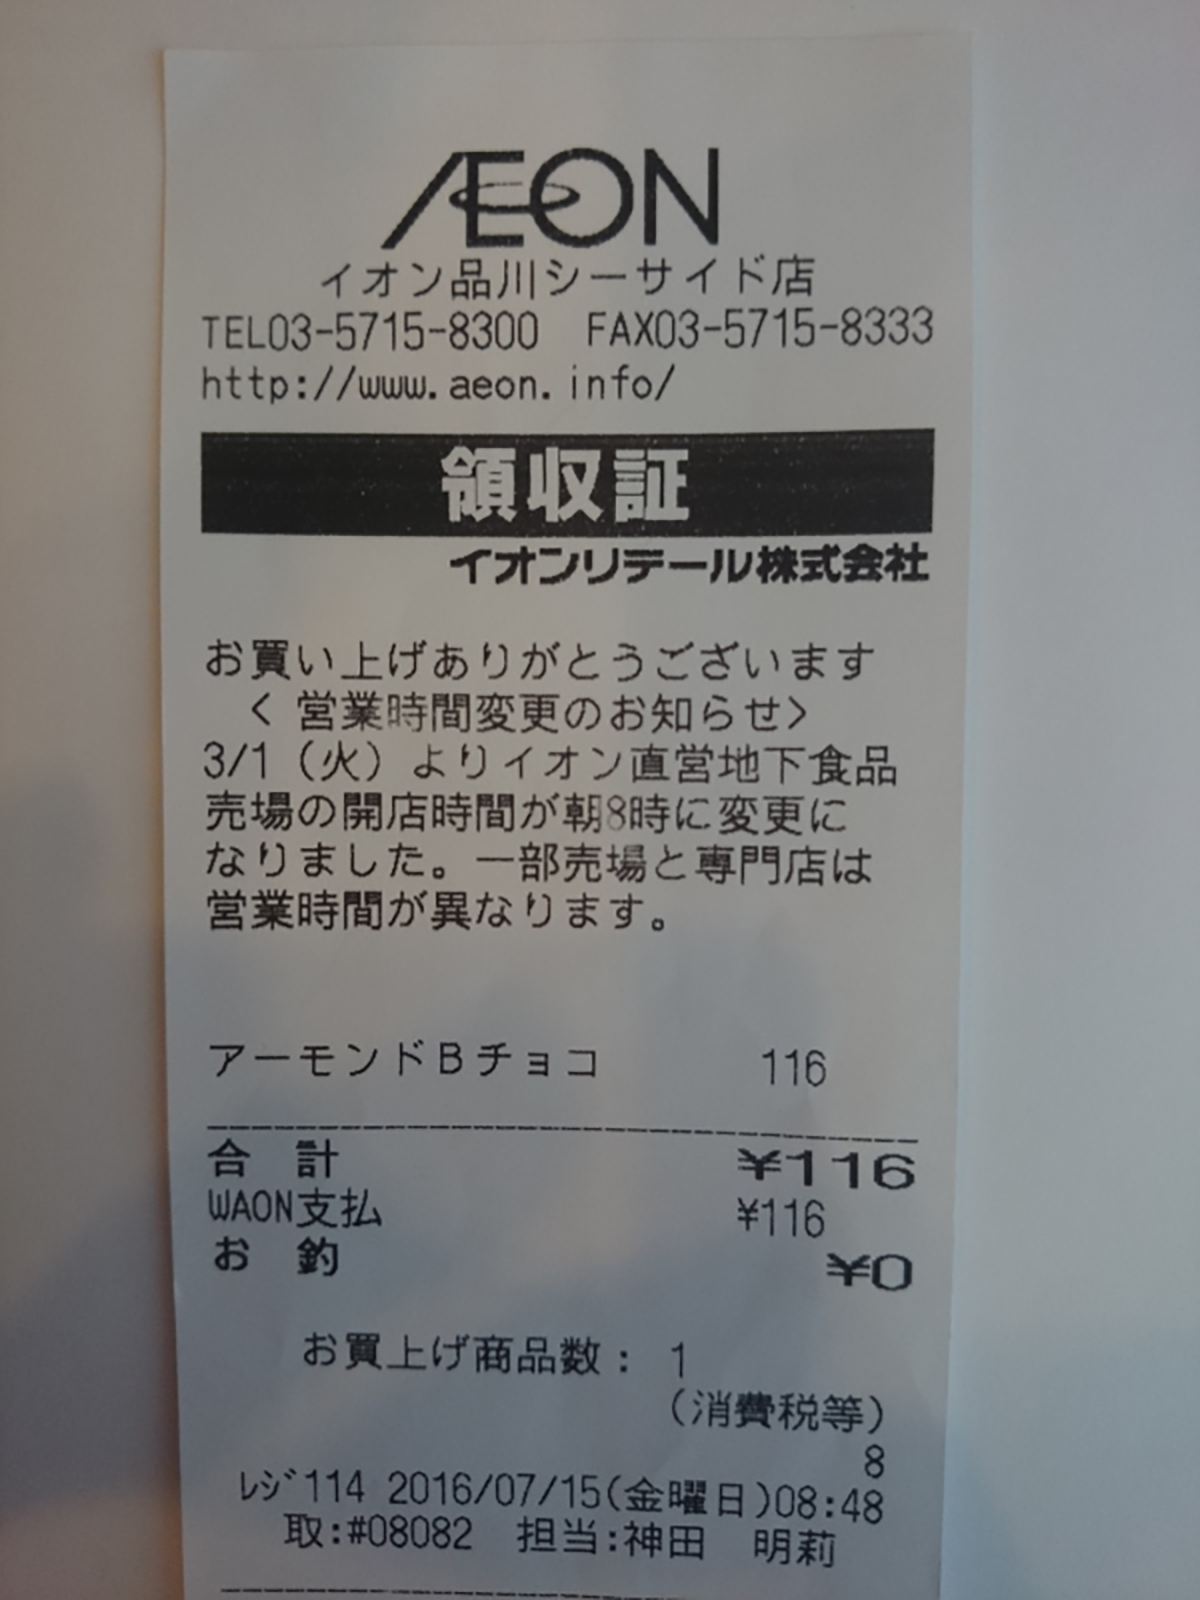 ÆON
イオン品川シーサイド店
TEL03-5715-8300 FAX03-5715-8333
http://www.aeon.info/
領収証
イオンリテール株式会社
お買い上げありがとうございます
< 営業時間変更のお知らせ>
3/1（火）よりイオン直営地下食品
売場の開店時間が朝8時に変更に
なりました。一部売場と専門店は
営業時間が異なります。
アーモンドBチョコ 116
合 計 ¥116
WAON支払 ¥116
お 釣 ¥0
お買上げ商品数: 1
(消費税等)
8
ﾚｼﾞ114 2016/07/15(金曜日)08:48
取:#08082 担当:神田 明莉